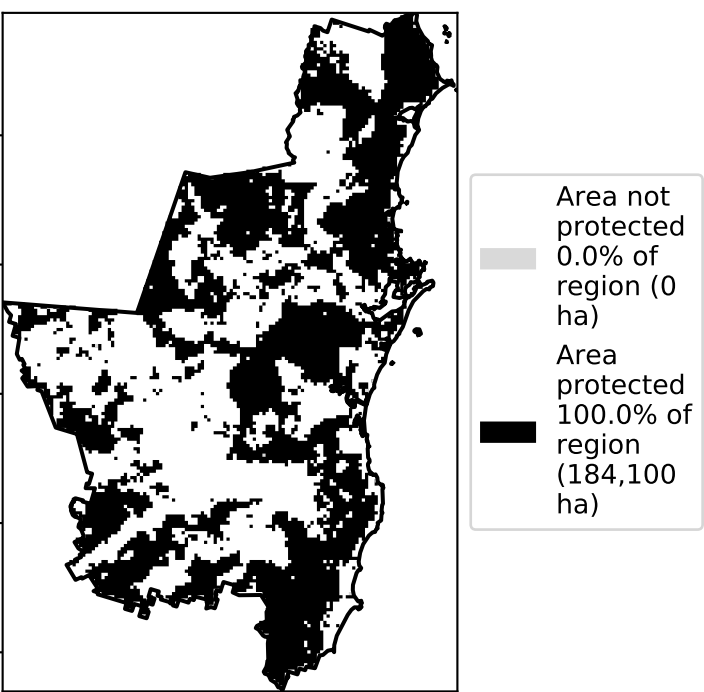 Area not
protected
0.0% of
region (0
ha)
Area
protected
100.0% of
region
(184,100
ha)